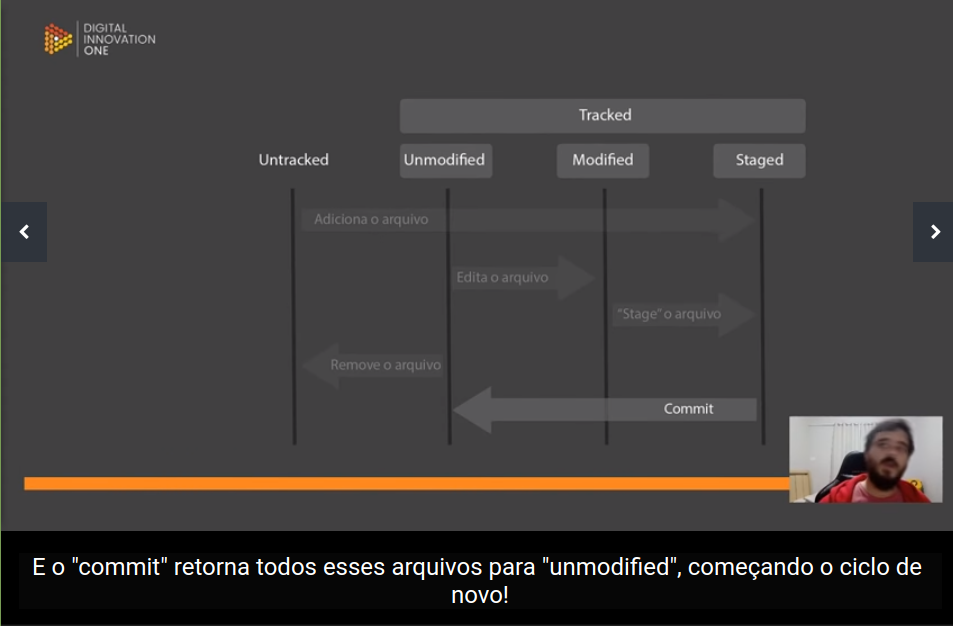 DIGITAL
INNOVATION
ONE
Tracked
Untracked
Unmodified
Modified
Staged
Adiciona o arquivo
Edita o arquivo
“Stage” o arquivo
Remove o arquivo
Commit
E o "commit" retorna todos esses arquivos para "unmodified", começando o ciclo de
novo!